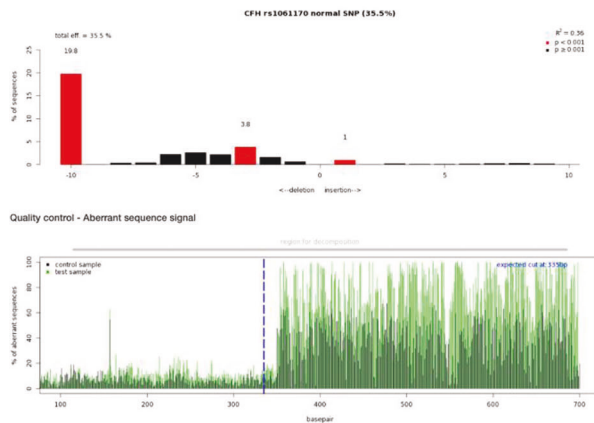 CFH rs1061170 normal SNP (35.5%)
total eff. = 35.5 %
R² = 0.36
p < 0.001
p ≥ 0.001
19.8
3.8
1
% of sequences
25
20
15
10
5
0
-10 -5 0 5 10
<--deletion insertion-->
Quality control - Aberrant sequence signal
region for decomposition
control sample
test sample
expected cut at 335bp
% of aberrant sequences
100
80
60
40
20
0
100 200 300 400 500 600 700
basepair